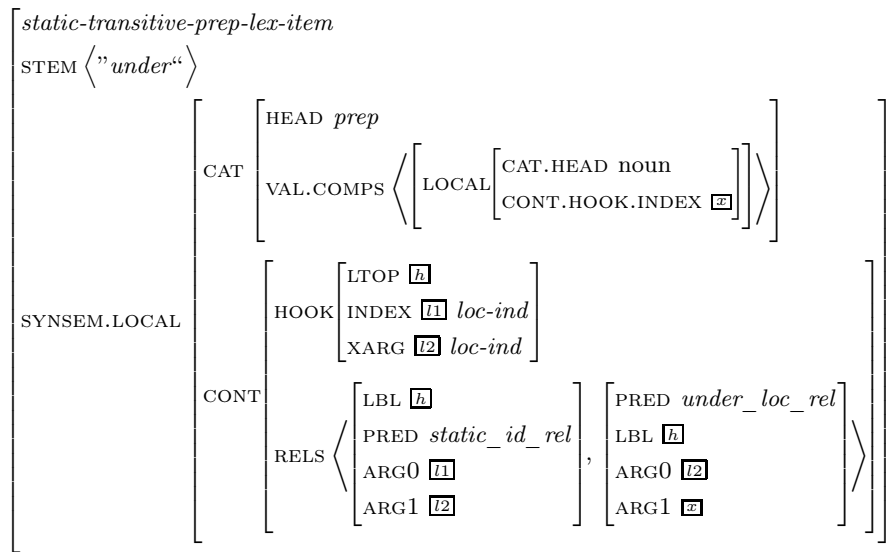 static-transitive-prep-lex-item
STEM ⟨”under“⟩
HEAD prep
CAT
VAL.COMPS ⟨[LOCAL[CAT.HEAD noun
CONT.HOOK.INDEX x]]⟩
LTOP h
HOOK INDEX l1 loc-ind
XARG l2 loc-ind
SYNSEM.LOCAL
CONT
LBL h
PRED static_id_rel
RELS
ARG0 l1
ARG1 l2
,
PRED under_loc_rel
LBL h
ARG0 l2
ARG1 x